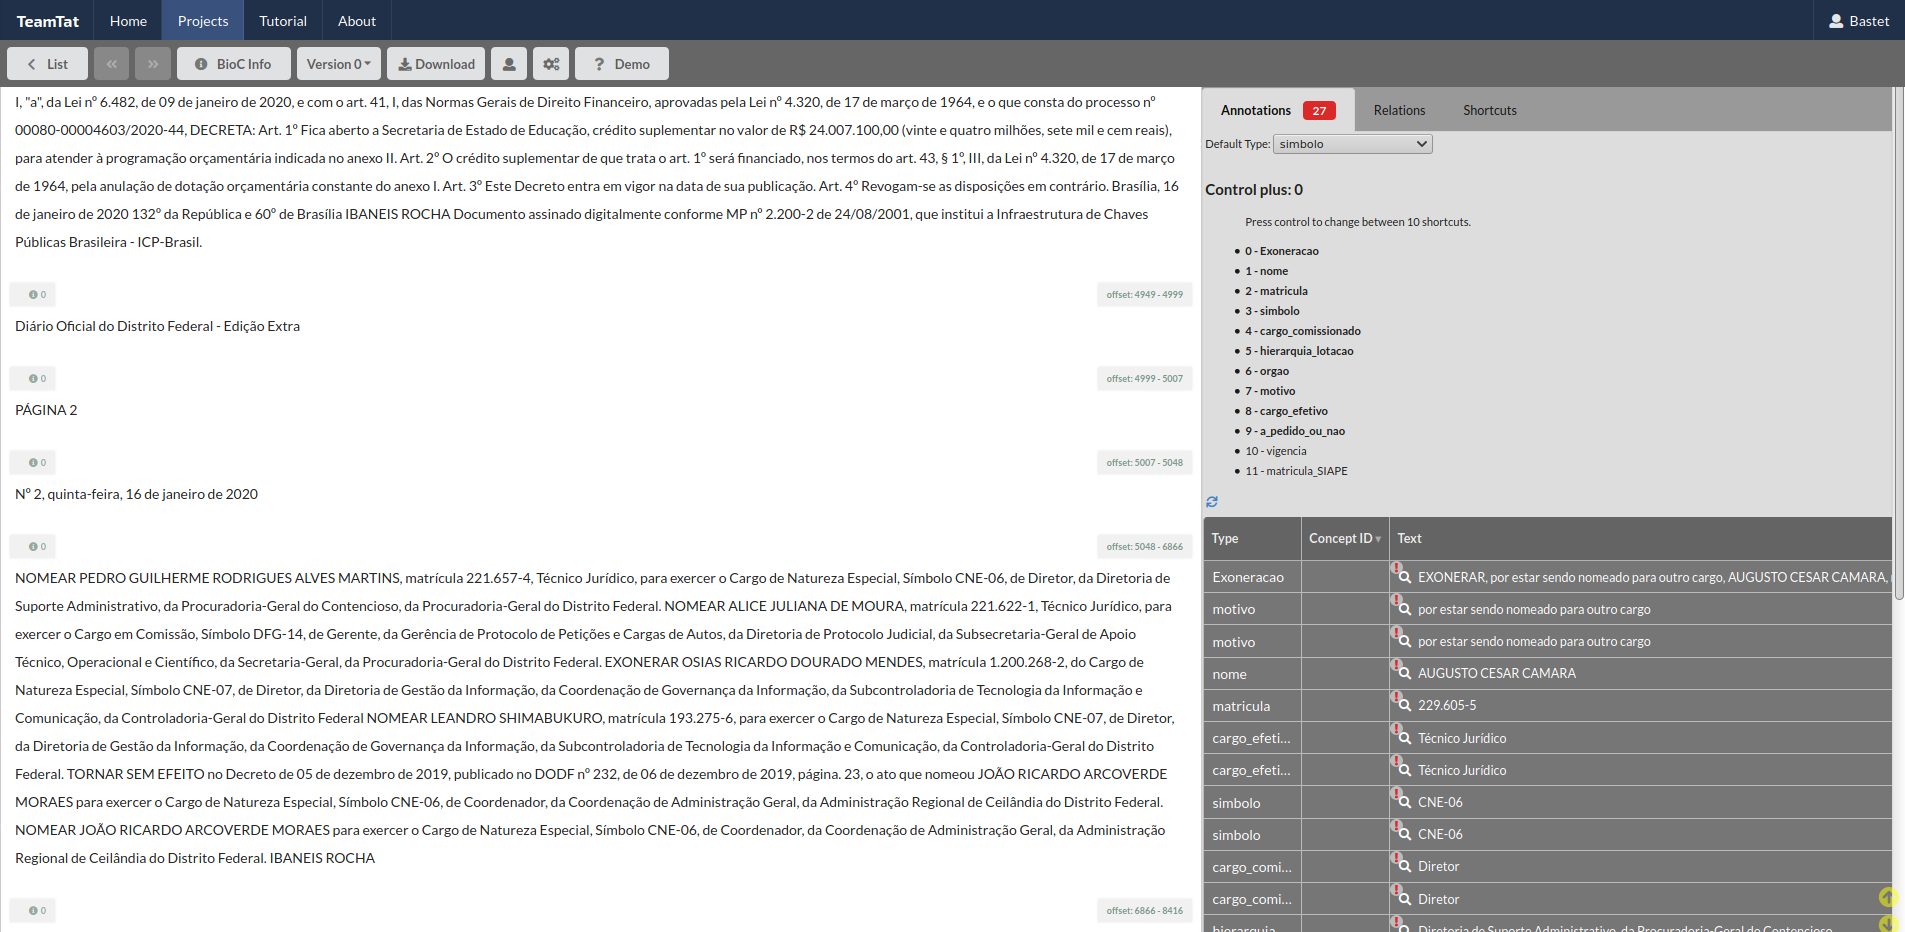 TeamTat Home Projects Tutorial About Bastet
List BioC Info Version 0 Download Demo
I, "a", da Lei nº 6.482, de 09 de janeiro de 2020, e com o art. 41, I, das Normas Gerais de Direito Financeiro, aprovadas pela Lei nº 4.320, de 17 de março de 1964, e o que consta do processo nº
00080-00004603/2020-44, DECRETA: Art. 1º Fica aberto a Secretaria de Estado de Educação, crédito suplementar no valor de R$ 24.007.100,00 (vinte e quatro milhões, sete mil e cem reais),
para atender à programação orçamentária indicada no anexo II. Art. 2º O crédito suplementar de que trata o art. 1º será financiado, nos termos do art. 43, § 1º, III, da Lei nº 4.320, de 17 de março
de 1964, pela anulação de dotação orçamentária constante do anexo I. Art. 3º Este Decreto entra em vigor na data de sua publicação. Art. 4º Revogam-se as disposições em contrário. Brasília, 16
de janeiro de 2020 132º da República e 60º de Brasília IBANEIS ROCHA Documento assinado digitalmente conforme MP nº 2.200-2 de 24/08/2001, que institui a Infraestrutura de Chaves
Públicas Brasileira - ICP-Brasil.
0 offset: 4949 - 4999
Diário Oficial do Distrito Federal - Edição Extra
0 offset: 4999 - 5007
PÁGINA 2
0 offset: 5007 - 5048
Nº 2, quinta-feira, 16 de janeiro de 2020
0 offset: 5048 - 6866
NOMEAR PEDRO GUILHERME RODRIGUES ALVES MARTINS, matrícula 221.657-4, Técnico Jurídico, para exercer o Cargo de Natureza Especial, Símbolo CNE-06, de Diretor, da Diretoria de
Suporte Administrativo, da Procuradoria-Geral do Contencioso, da Procuradoria-Geral do Distrito Federal. NOMEAR ALICE JULIANA DE MOURA, matrícula 221.622-1, Técnico Jurídico, para
exercer o Cargo em Comissão, Símbolo DFG-14, de Gerente, da Gerência de Protocolo de Petições e Cargas de Autos, da Diretoria de Protocolo Judicial, da Subsecretaria-Geral de Apoio
Técnico, Operacional e Científico, da Secretaria-Geral, da Procuradoria-Geral do Distrito Federal. EXONERAR OSIAS RICARDO DOURADO MENDES, matrícula 1.200.268-2, do Cargo de
Natureza Especial, Símbolo CNE-07, de Diretor, da Diretoria de Gestão da Informação, da Coordenação de Governança da Informação, da Subcontroladoria de Tecnologia da Informação e
Comunicação, da Controladoria-Geral do Distrito Federal NOMEAR LEANDRO SHIMABUKURO, matrícula 193.275-6, para exercer o Cargo de Natureza Especial, Símbolo CNE-07, de Diretor,
da Diretoria de Gestão da Informação, da Coordenação de Governança da Informação, da Subcontroladoria de Tecnologia da Informação e Comunicação, da Controladoria-Geral do Distrito
Federal. TORNAR SEM EFEITO no Decreto de 05 de dezembro de 2019, publicado no DODF nº 232, de 06 de dezembro de 2019, página. 23, o ato que nomeou JOÃO RICARDO ARCOVERDE
MORAES para exercer o Cargo de Natureza Especial, Símbolo CNE-06, de Coordenador, da Coordenação de Administração Geral, da Administração Regional de Ceilândia do Distrito Federal.
NOMEAR JOÃO RICARDO ARCOVERDE MORAES para exercer o Cargo de Natureza Especial, Símbolo CNE-06, de Coordenador, da Coordenação de Administração Geral, da Administração
Regional de Ceilândia do Distrito Federal. IBANEIS ROCHA
0 offset: 6866 - 8416
Annotations 27 Relations Shortcuts
Default Type: simbolo
Control plus: 0
Press control to change between 10 shortcuts.
• 0 - Exoneracao
• 1 - nome
• 2 - matricula
• 3 - simbolo
• 4 - cargo_comissionado
• 5 - hierarquia_lotacao
• 6 - orgao
• 7 - motivo
• 8 - cargo_efetivo
• 9 - a_pedido_ou_nao
• 10 - vigencia
• 11 - matricula_SIAPE
Type Concept ID Text
Exoneracao EXONERAR, por estar sendo nomeado para outro cargo, AUGUSTO CESAR CAMARA,
motivo por estar sendo nomeado para outro cargo
motivo por estar sendo nomeado para outro cargo
nome AUGUSTO CESAR CAMARA
matricula 229.605-5
cargo_efeti... Técnico Jurídico
cargo_efeti... Técnico Jurídico
simbolo CNE-06
simbolo CNE-06
cargo_comi... Diretor
cargo_comi... Diretor
hierarquia Diretoria de Suporte Administrativo, da Procuradoria-Geral do Contencioso